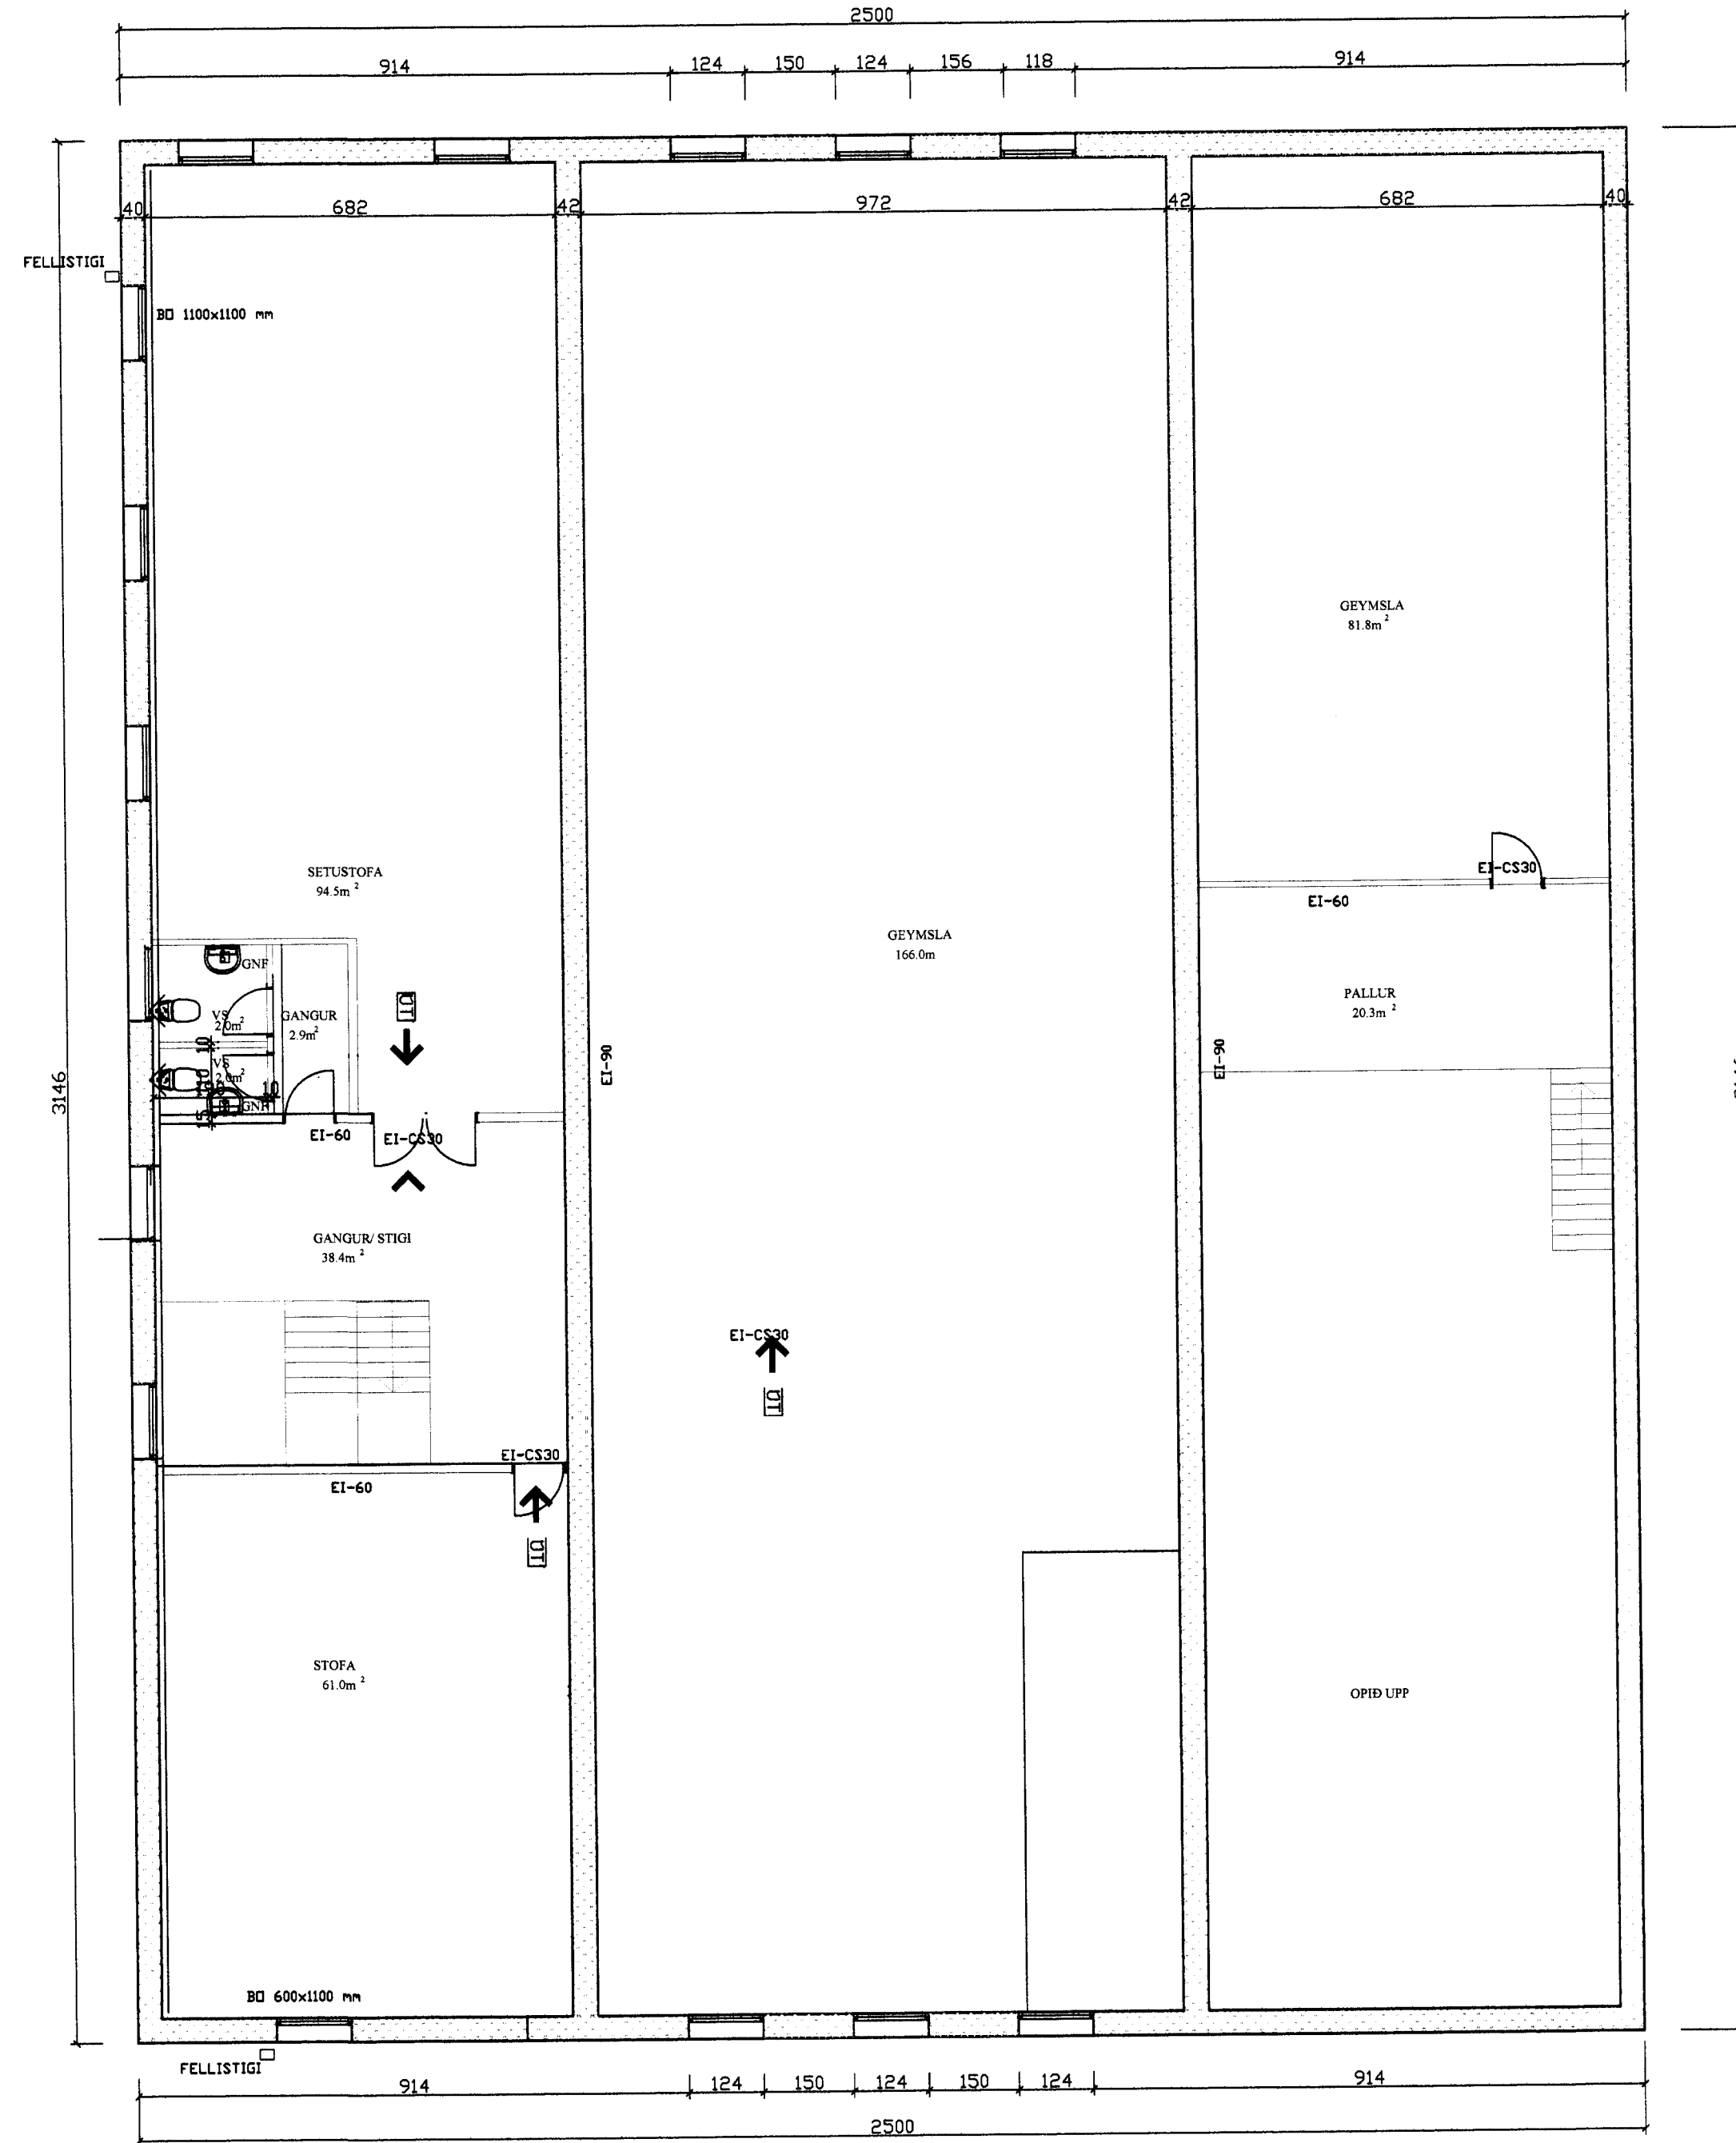 2500
914 124 150 124 156 118 914
40 682 42 972 42 682 40
FELLISTIGI
BO 1100x1100 mm
GEYMSLA
81.8m²
SETUSTOFA
94.5m²
EI-CS30
EI-60
GEYMSLA
166.0m
GNF
PALLUR
20.3m²
ÚT
VS
2.0m²
GANGUR
2.9m²
10
EI-90
EI-90
3146
VS
2.0m²
10
GNF
15
EI-60
EI-CS30
GANGUR/ STIGI
38.4m²
EI-CS30
ÚT
EI-CS30
EI-60
ÚT
STOFA
61.0m²
OPIÐ UPP
BO 600x1100 mm
FELLISTIGI
914 124 150 124 150 124 914
2500